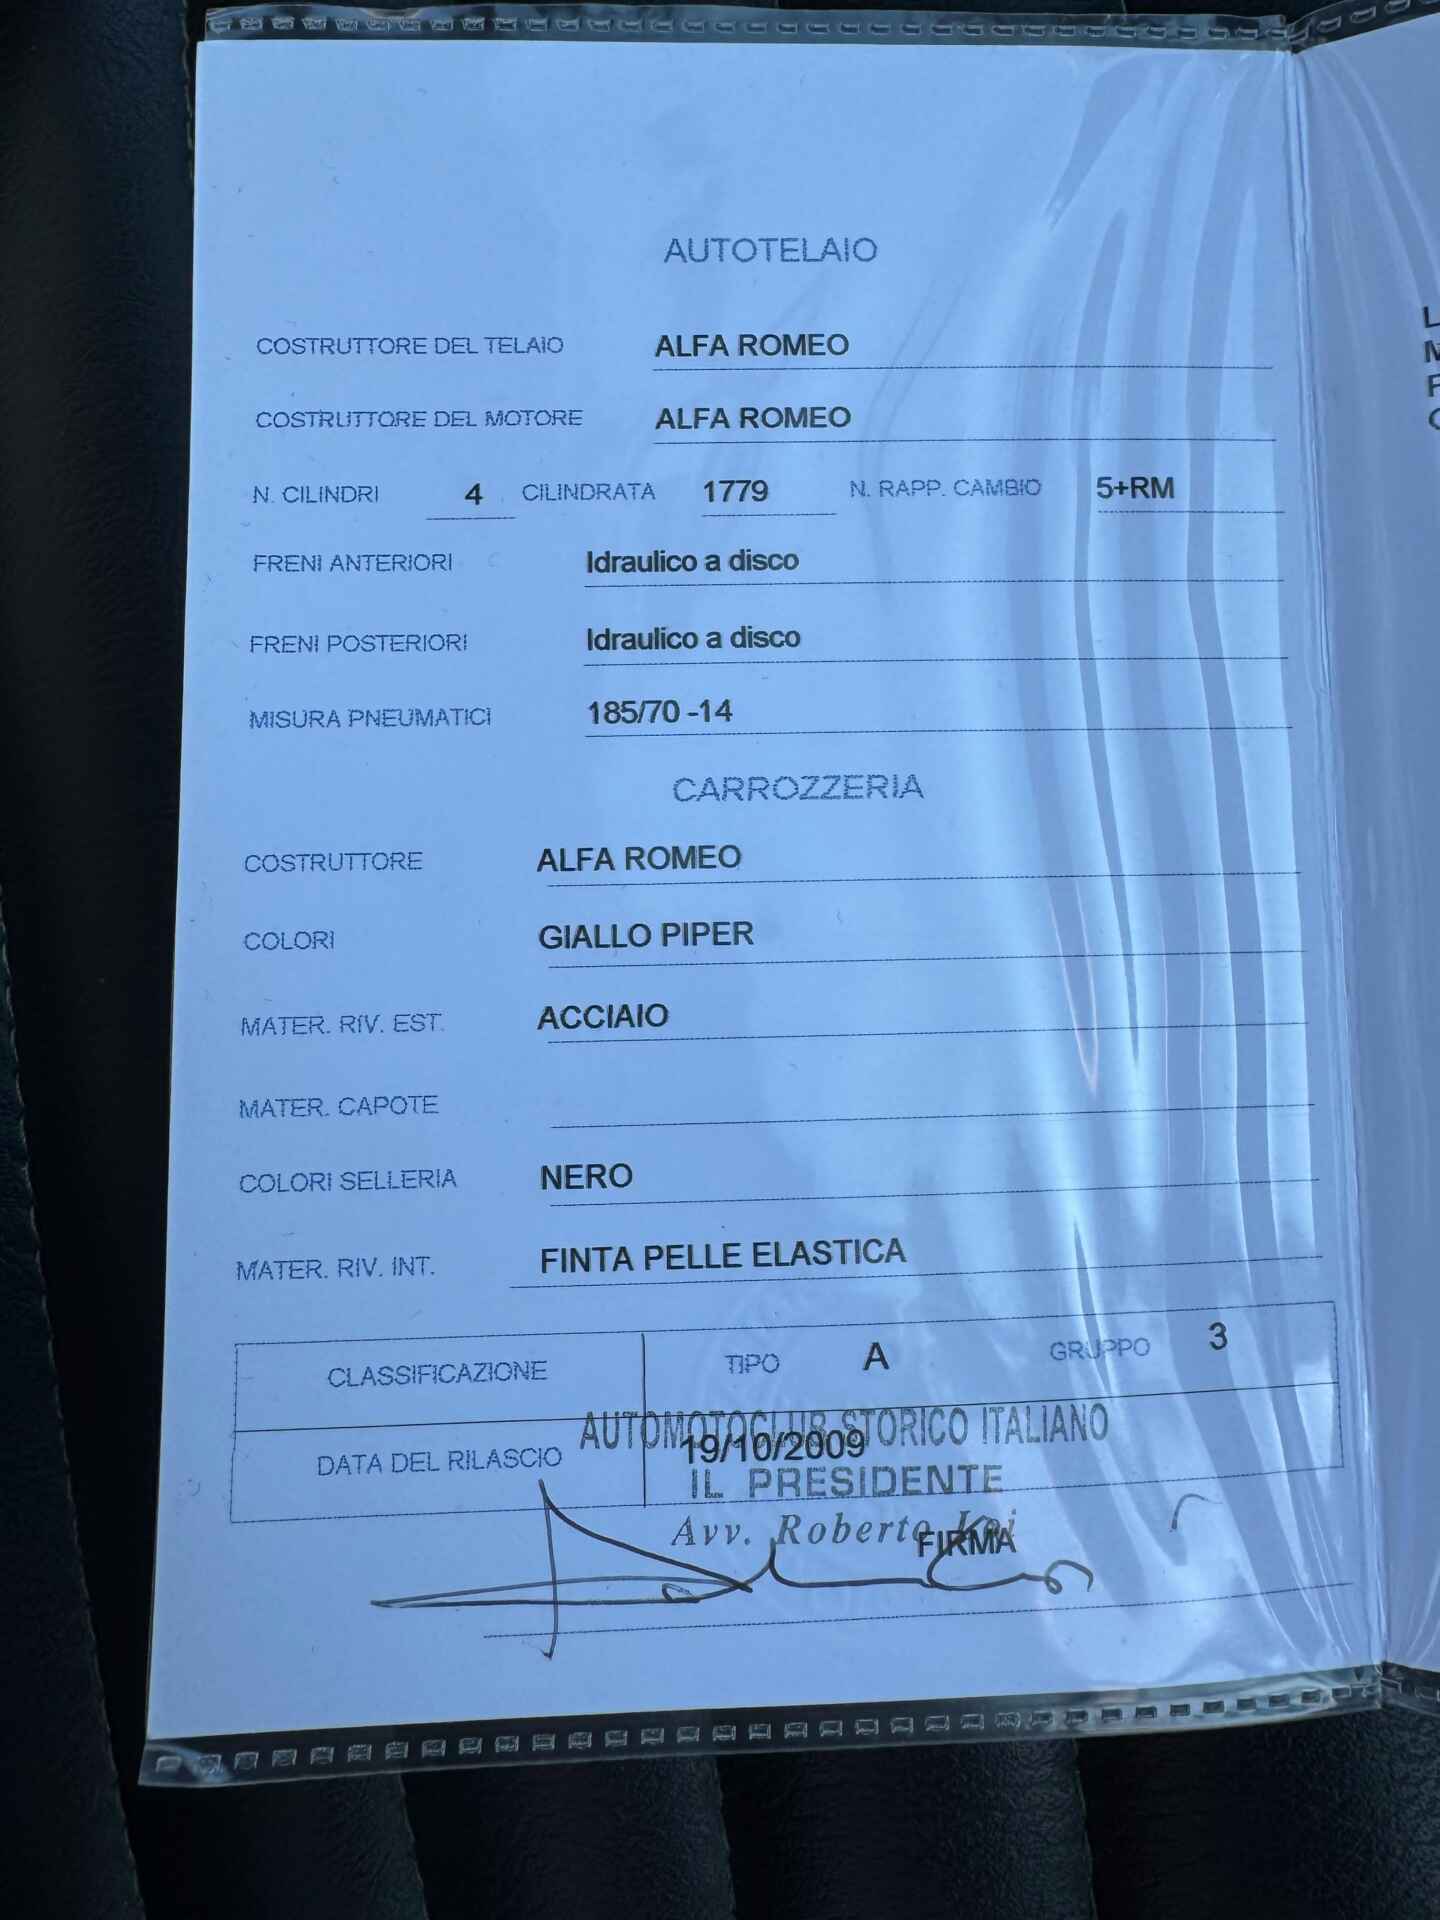 AUTOTELAIO
COSTRUTTORE DEL TELAIO ALFA ROMEO
COSTRUTTORE DEL MOTORE ALFA ROMEO
N. CILINDRI 4 CILINDRATA 1779 N. RAPP. CAMBIO 5+RM
FRENI ANTERIORI Idraulico a disco
FRENI POSTERIORI Idraulico a disco
MISURA PNEUMATICI 185/70 -14
CARROZZERIA
COSTRUTTORE ALFA ROMEO
COLORI GIALLO PIPER
MATER. RIV. EST. ACCIAIO
MATER. CAPOTE
COLORI SELLERIA NERO
MATER. RIV. INT. FINTA PELLE ELASTICA
CLASSIFICAZIONE TIPO A GRUPPO 3
AUTOMOTOCLUB STORICO ITALIANO
DATA DEL RILASCIO 19/10/2009
IL PRESIDENTE
Avv. Roberto
FIRMA